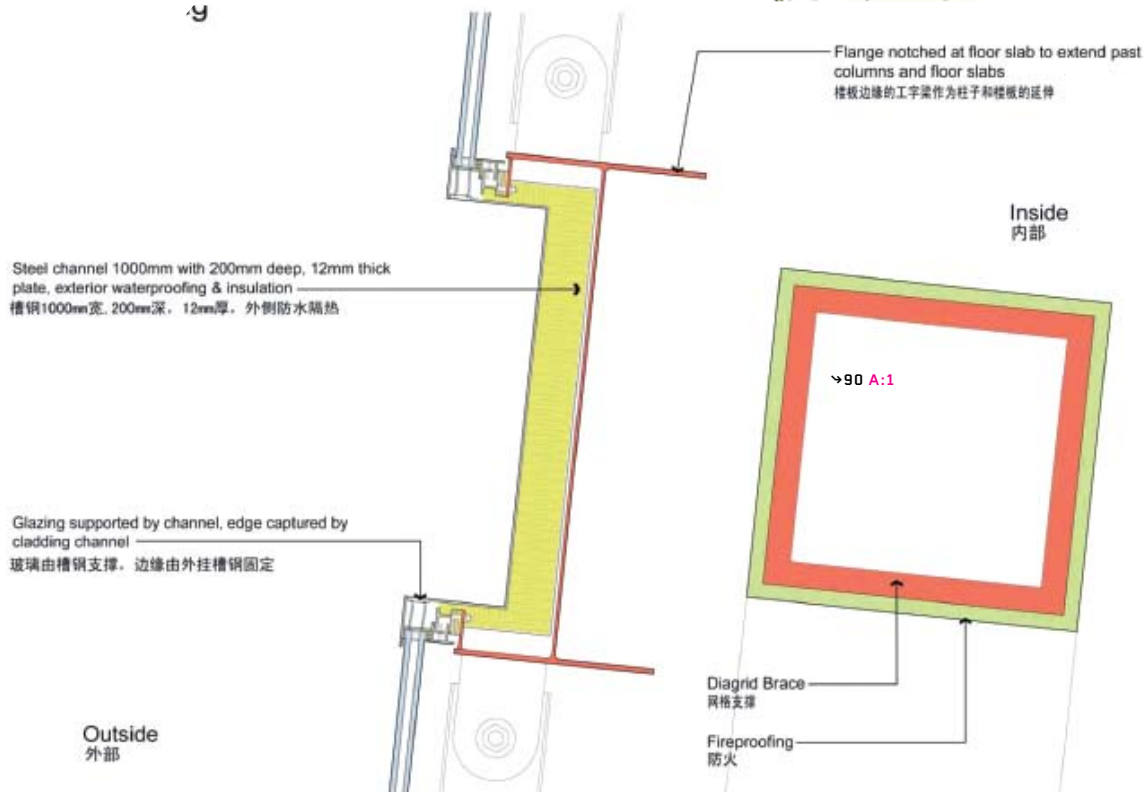 Flange notched at floor slab to extend past
columns and floor slabs
楼板边缘的工字梁作为柱子和楼板的延伸
Inside
内部
Steel channel 1000mm with 200mm deep, 12mm thick
plate, exterior waterproofing & insulation
槽钢1000mm宫, 200mm深, 12mm厚, 外侧防水隔热
↘90 A:1
Glazing supported by channel, edge captured by
cladding channel
玻璃由槽钢支撑, 边缘由外挂槽钢固定
Diagrid Brace
网格支撑
Fireproofing
防火
Outside
外部